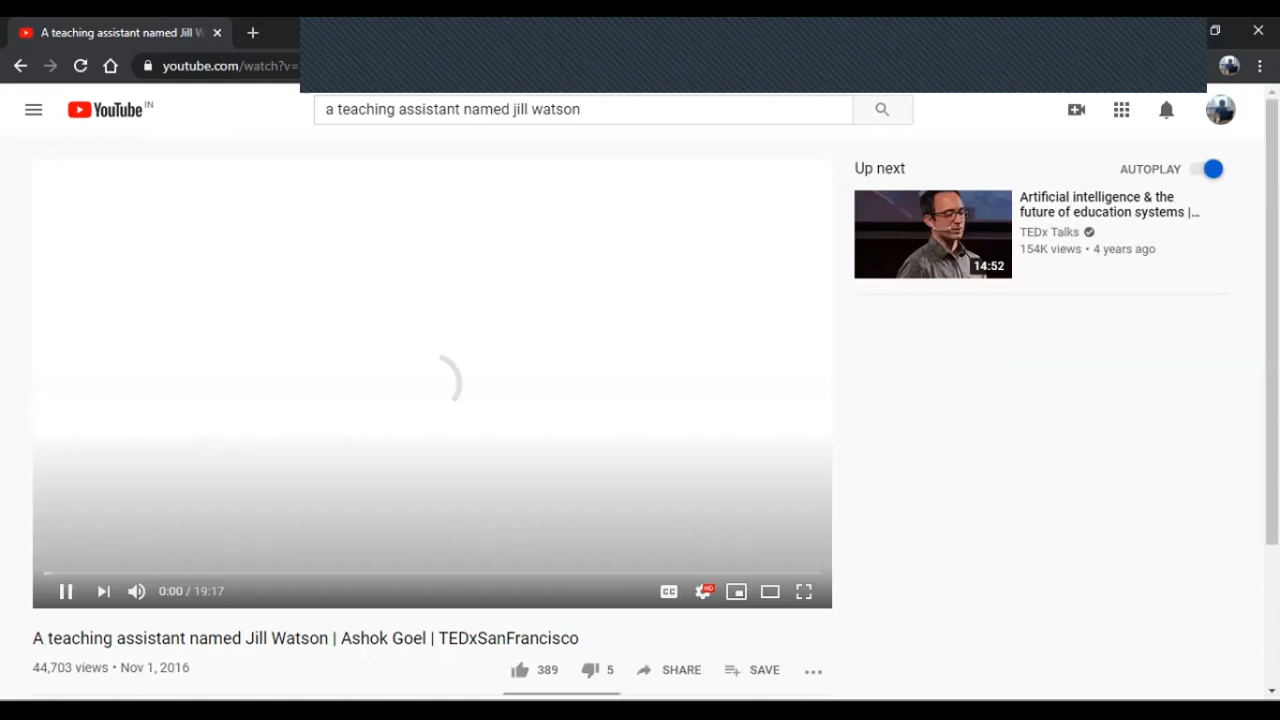 A teaching assistant named Jill W
youtube.com/watch?v=
YouTube IN
a teaching assistant named jill watson
Up next
AUTOPLAY
Artificial intelligence & the
future of education systems |...
TEDx Talks
154K views • 4 years ago
14:52
0:00 / 19:17
CC
HD
A teaching assistant named Jill Watson | Ashok Goel | TEDxSanFrancisco
44,703 views • Nov 1, 2016
389
5
SHARE
SAVE